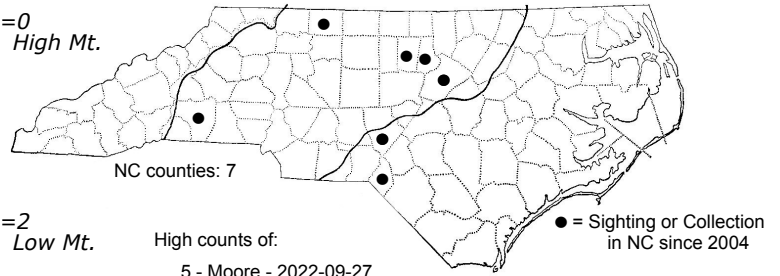 =0
High Mt.
NC counties: 7
=2
Low Mt.
High counts of:
5 - Moore - 2022-09-27
● = Sighting or Collection
in NC since 2004